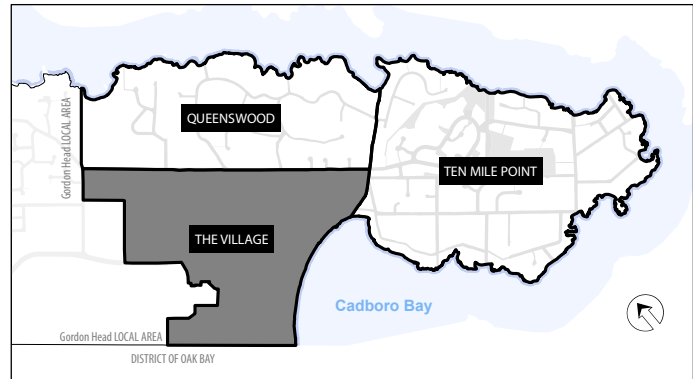 Gordon Head LOCAL AREA
QUEENSWOOD
TEN MILE POINT
THE VILLAGE
Cadboro Bay
Gordon Head LOCAL AREA
DISTRICT OF OAK BAY